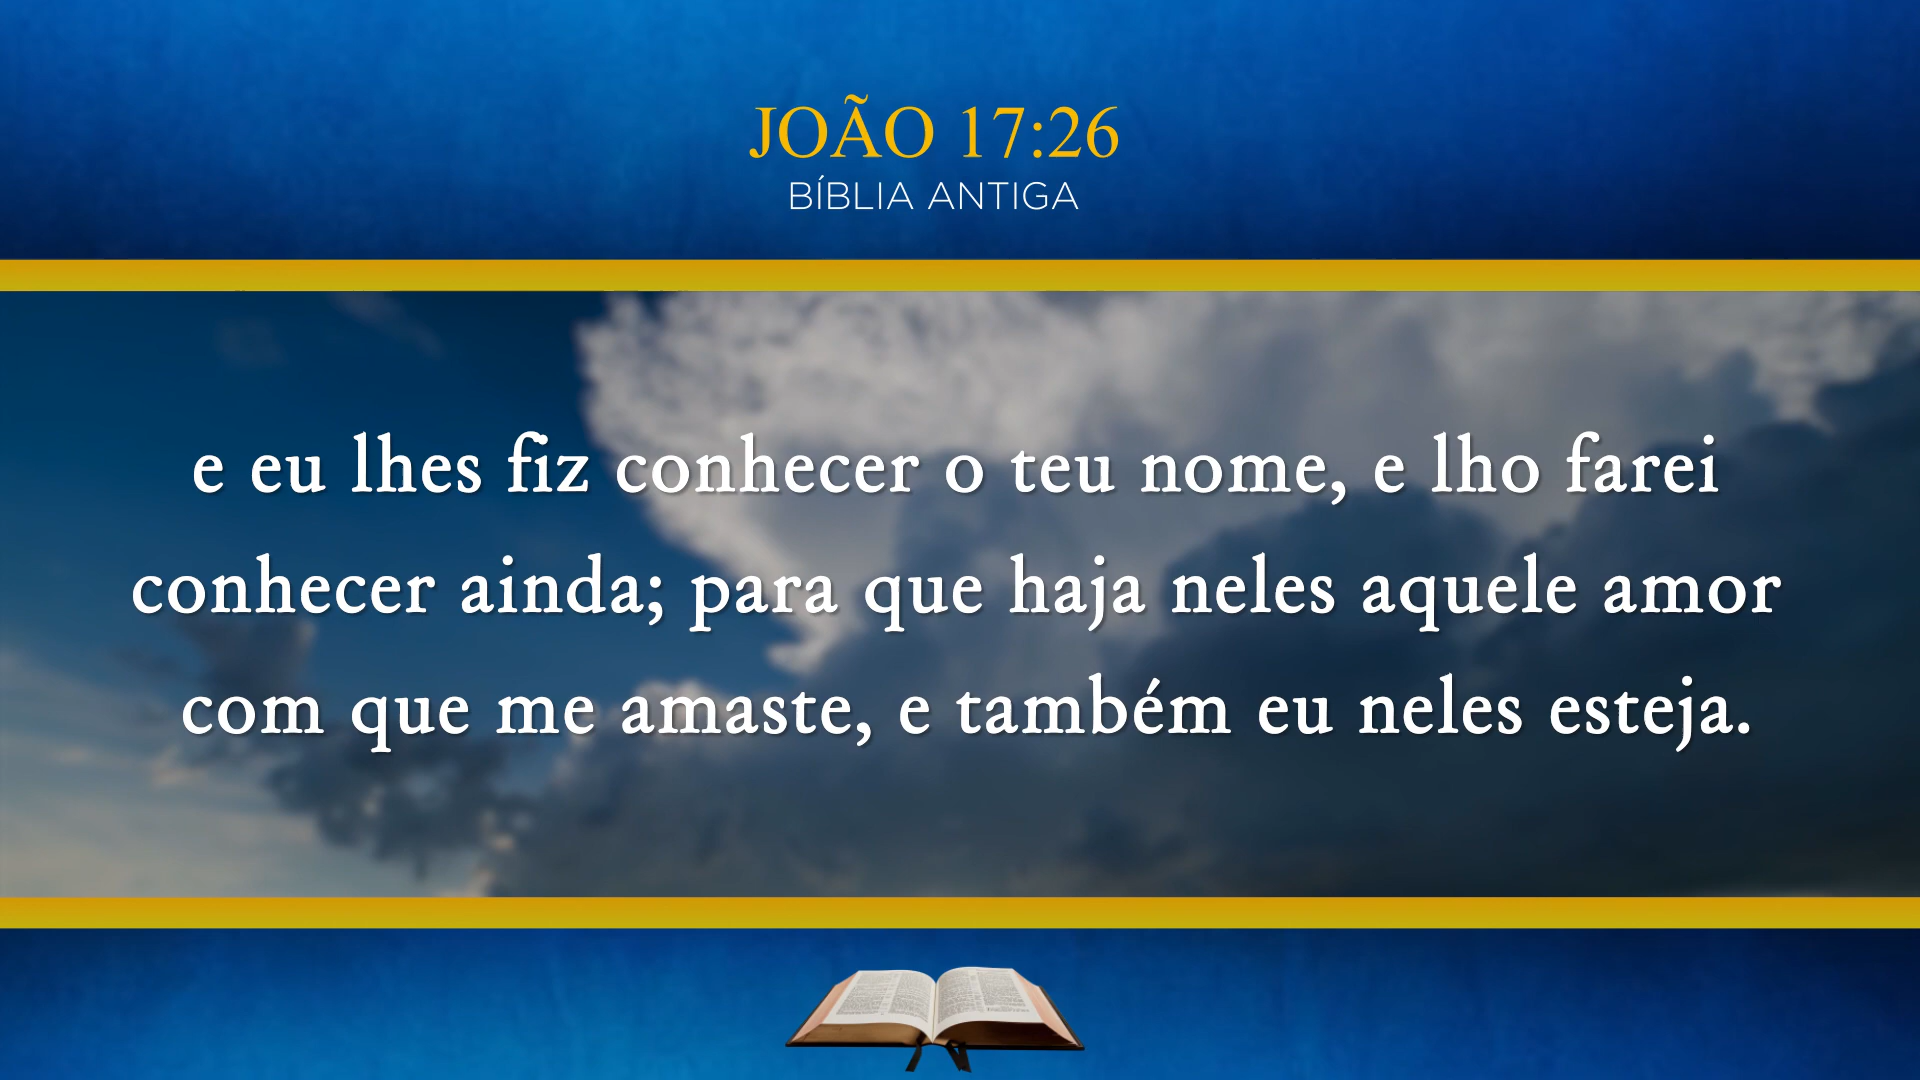 JOÃO 17:26
BÍBLIA ANTIGA
e eu lhes fiz conhecer o teu nome, e lho farei
conhecer ainda; para que haja neles aquele amor
com que me amaste, e também eu neles esteja.